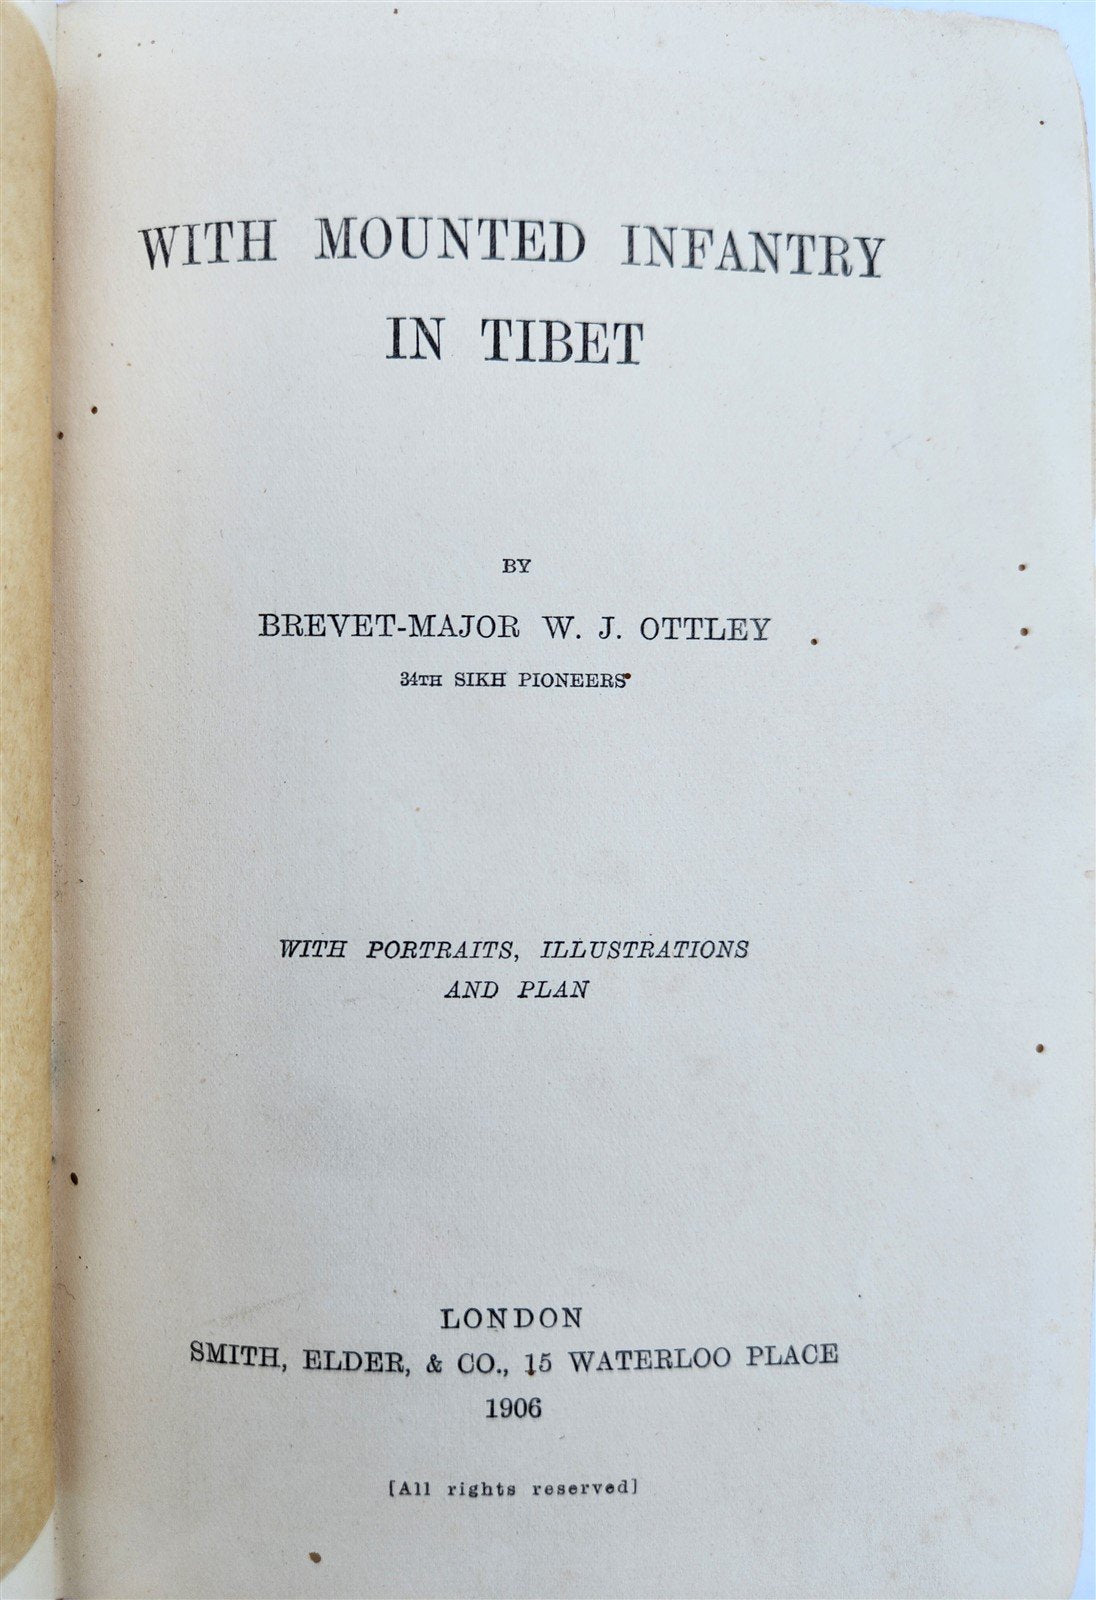 WITH MOUNTED INFANTRY
IN TIBET
BY
BREVET-MAJOR W. J. OTTLEY
34TH SIKH PIONEERS
WITH PORTRAITS, ILLUSTRATIONS
AND PLAN
LONDON
SMITH, ELDER, & CO., 15 WATERLOO PLACE
1906
[All rights reserved]